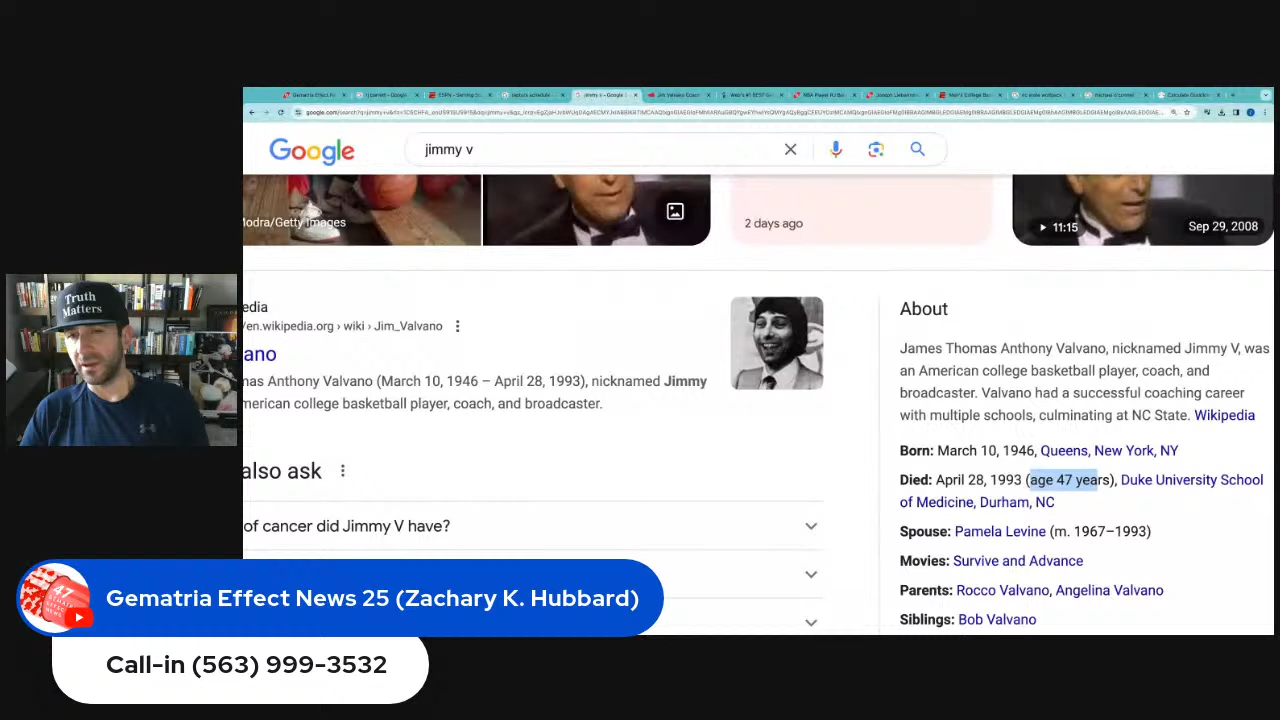 Google
jimmy v
Modra/Getty Images
2 days ago
11:15
Sep 29, 2008
edia
/en.wikipedia.org › wiki › Jim_Valvano
ano
mas Anthony Valvano (March 10, 1946 – April 28, 1993), nicknamed Jimmy
merican college basketball player, coach, and broadcaster.
also ask
of cancer did Jimmy V have?
About
James Thomas Anthony Valvano, nicknamed Jimmy V, was
an American college basketball player, coach, and
broadcaster. Valvano had a successful coaching career
with multiple schools, culminating at NC State. Wikipedia
Born: March 10, 1946, Queens, New York, NY
Died: April 28, 1993 (age 47 years), Duke University School
of Medicine, Durham, NC
Spouse: Pamela Levine (m. 1967–1993)
Movies: Survive and Advance
Parents: Rocco Valvano, Angelina Valvano
Siblings: Bob Valvano
Truth
Matters
47
Gematria Effect News 25 (Zachary K. Hubbard)
Call-in (563) 999-3532